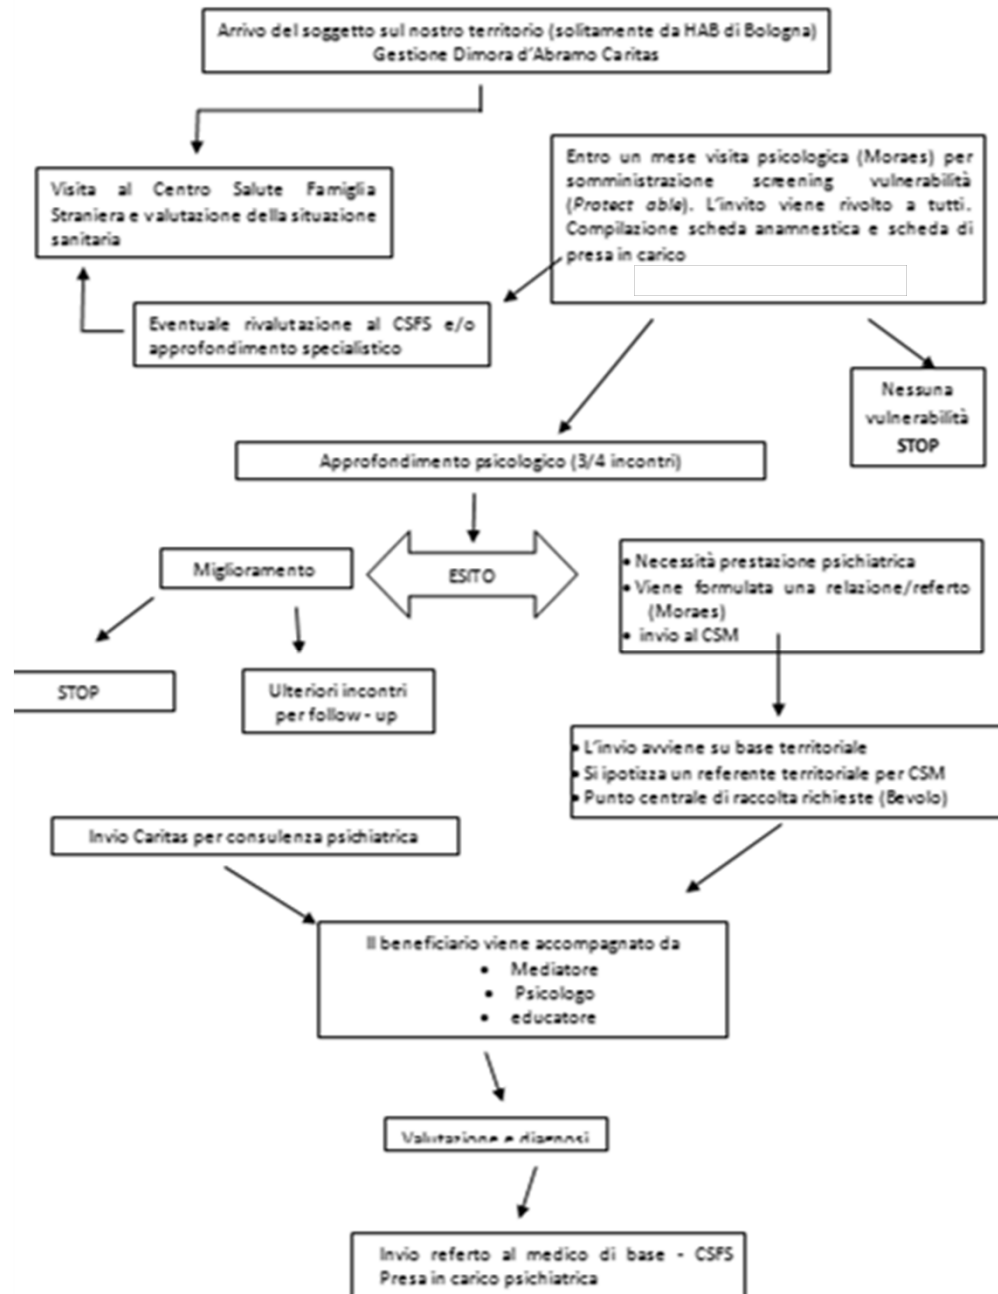 Arrivo del soggetto sul nostro territorio (solitamente da HAB di Bologna)
Gestione Dimora d'Abramo Caritas
Entro un mese visita psicologica (Moraes) per
somministrazione screening vulnerabilità
(Protect able). L'invito viene rivolto a tutti.
Compilazione scheda anamnestica e scheda di
presa in carico
Visita al Centro Salute Famiglia
Straniera e valutazione della situazione
sanitaria
Eventuale rivalutazione al CSFS e/o
approfondimento specialistico
Nessuna
vulnerabilità
STOP
Approfondimento psicologico (3/4 incontri)
Miglioramento
ESITO
• Necessità prestazione psichiatrica
• Viene formulata una relazione/referto
(Moraes)
• invio al CSM
STOP
Ulteriori incontri
per follow - up
• L'invio avviene su base territoriale
• Si ipotizza un referente territoriale per CSM
• Punto centrale di raccolta richieste (Bevolo)
Invio Caritas per consulenza psichiatrica
Il beneficiario viene accompagnato da
• Mediatore
• Psicologo
• educatore
Valutazione e diagnosi
Invio referto al medico di base - CSFS
Presa in carico psichiatrica